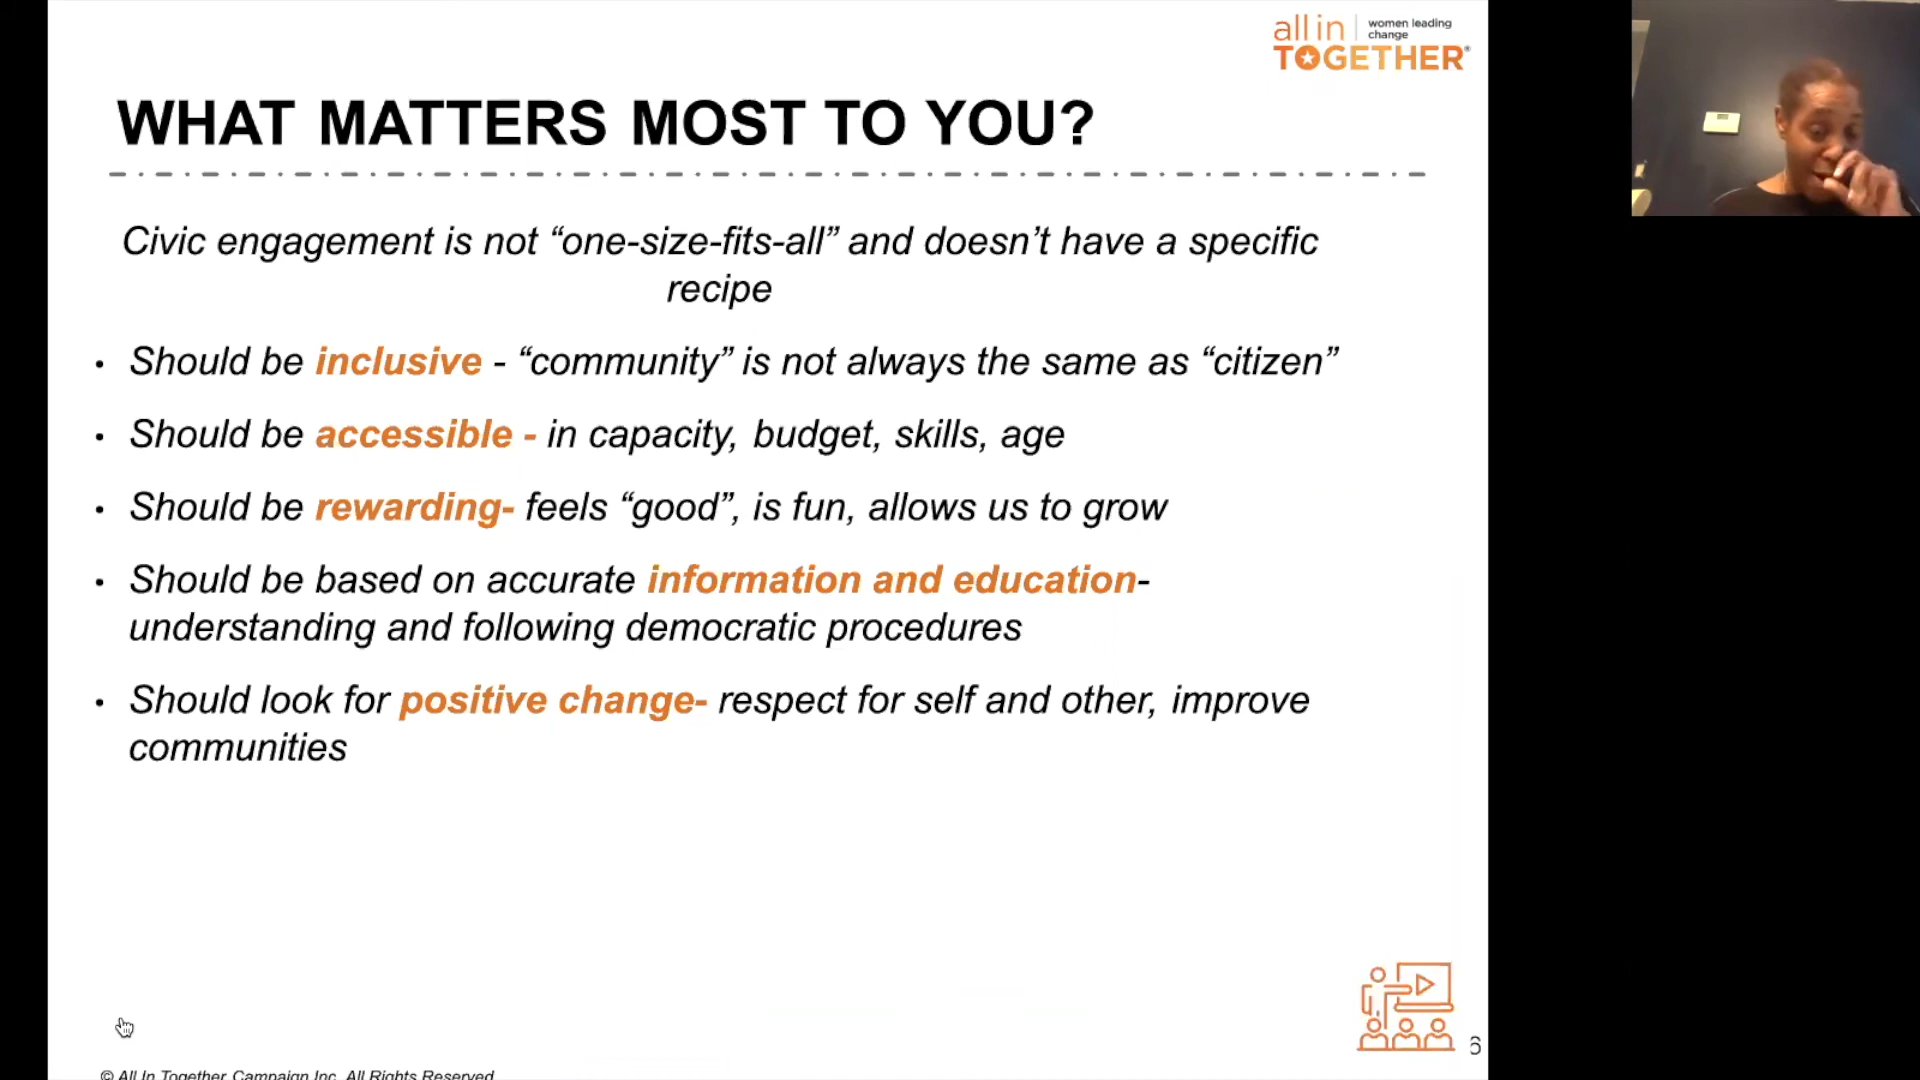 all in | women leading
change
TOGETHER®
WHAT MATTERS MOST TO YOU?
Civic engagement is not “one-size-fits-all” and doesn’t have a specific
recipe
• Should be inclusive - “community” is not always the same as “citizen”
• Should be accessible - in capacity, budget, skills, age
• Should be rewarding- feels “good”, is fun, allows us to grow
• Should be based on accurate information and education-
understanding and following democratic procedures
• Should look for positive change- respect for self and other, improve
communities
6
© All In Together Campaign Inc. All Rights Reserved